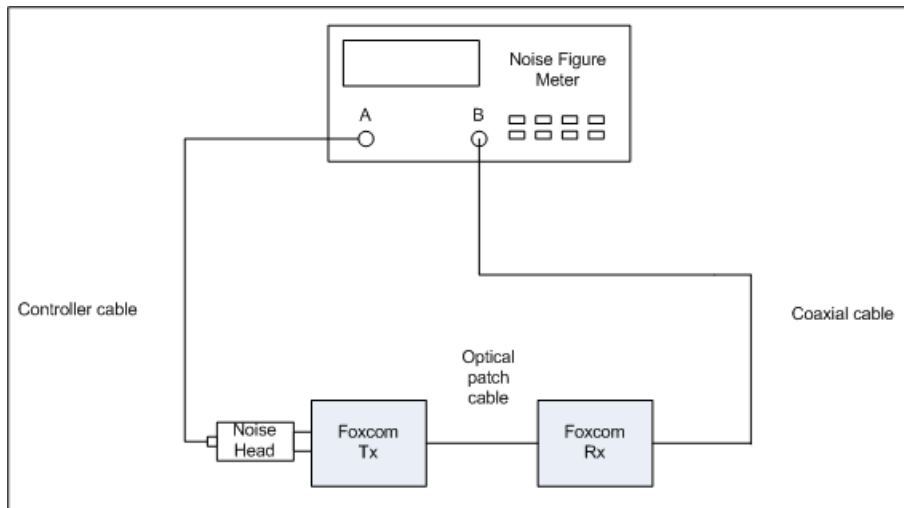 Noise Figure
Meter
A
B
Controller cable
Coaxial cable
Optical
patch
cable
Noise
Head
Foxcom
Tx
Foxcom
Rx